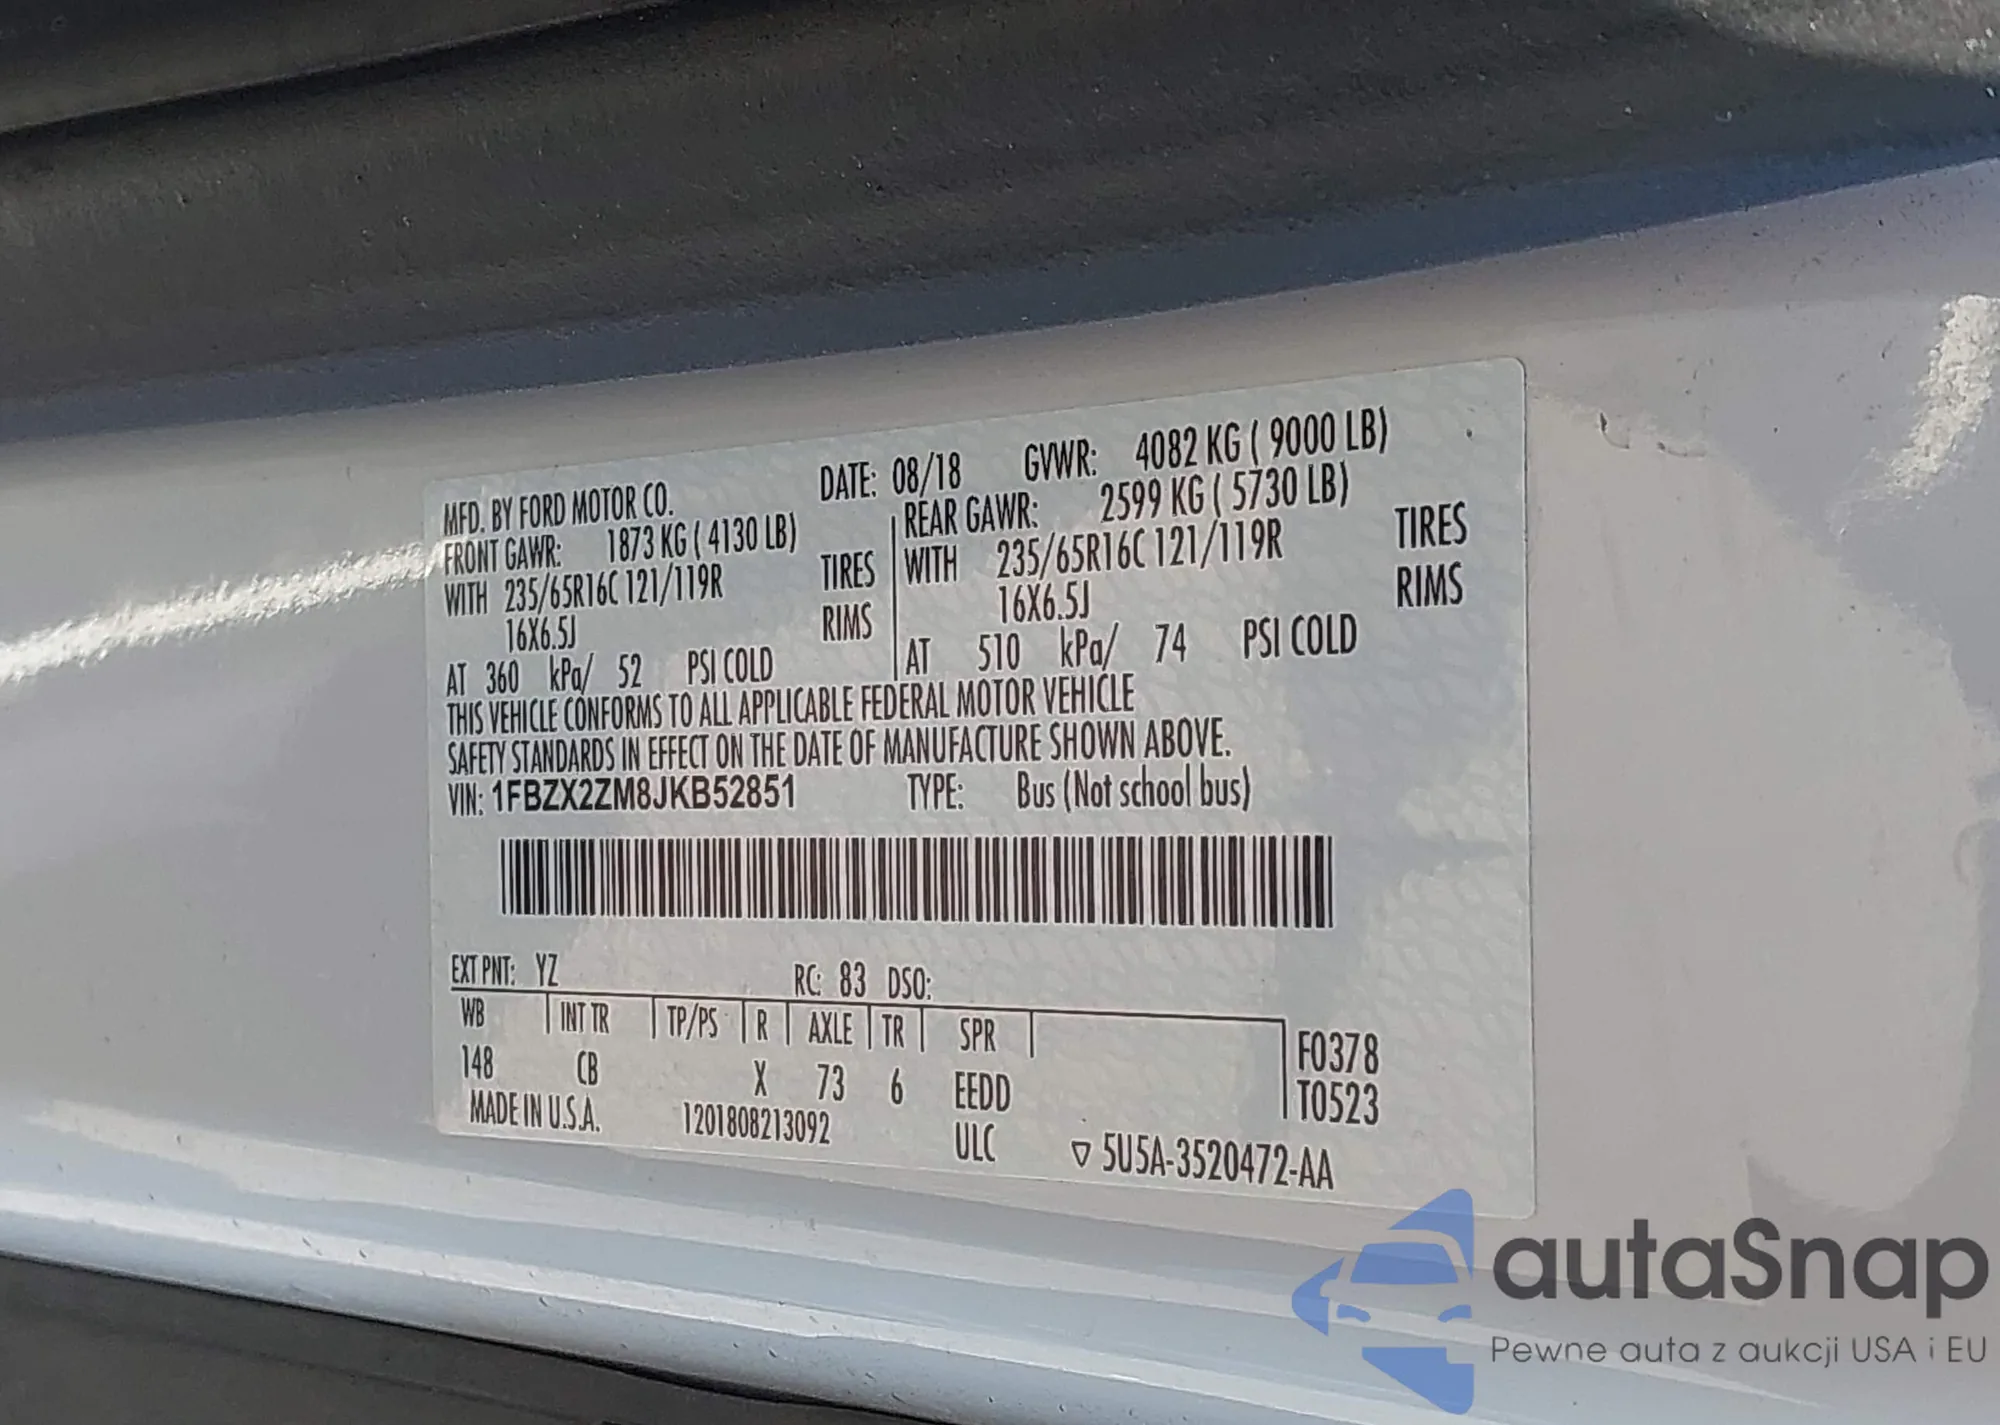 MFD. BY FORD MOTOR CO. DATE: 08/18 GVWR: 4082 KG ( 9000 LB)
FRONT GAWR: 1873 KG ( 4130 LB) REAR GAWR: 2599 KG ( 5730 LB)
WITH 235/65R16C 121/119R TIRES WITH 235/65R16C 121/119R TIRES
16X6.5J RIMS 16X6.5J RIMS
AT 360 kPa/ 52 PSI COLD AT 510 kPa/ 74 PSI COLD
THIS VEHICLE CONFORMS TO ALL APPLICABLE FEDERAL MOTOR VEHICLE
SAFETY STANDARDS IN EFFECT ON THE DATE OF MANUFACTURE SHOWN ABOVE.
VIN: 1FBZX2ZM8JKB52851 TYPE: Bus (Not school bus)
EXT PNT: YZ RC: 83 DSO:
WB INT TR TP/PS R AXLE TR SPR
148 CB X 73 6 EEDD
F0378
T0523
MADE IN U.S.A. 1201808213092 ULC ▽ 5U5A-3520472-AA
autaSnap
Pewne auta z aukcji USA i EU